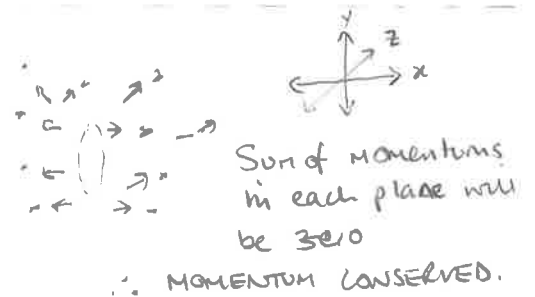 y
z
x
Sum of momentums
in each plane will
be zero
∴ MOMENTUM CONSERVED.